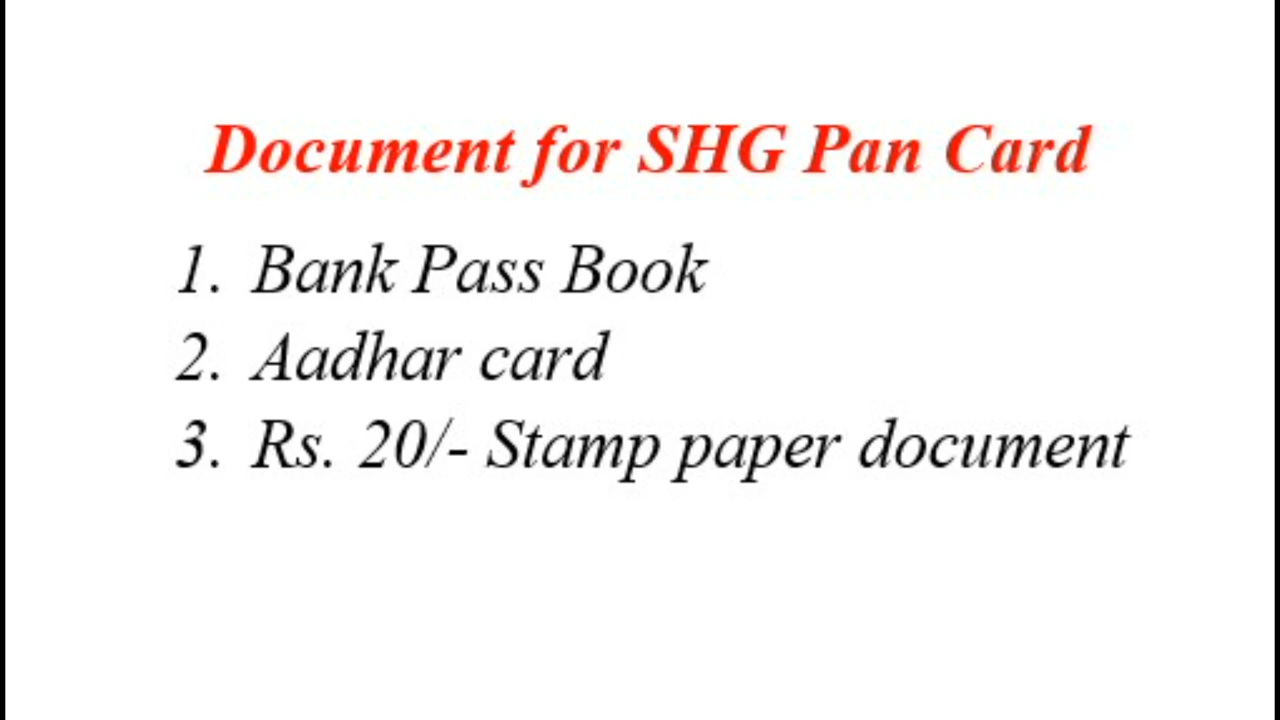 Document for SHG Pan Card
1. Bank Pass Book
2. Aadhar card
3. Rs. 20/- Stamp paper document